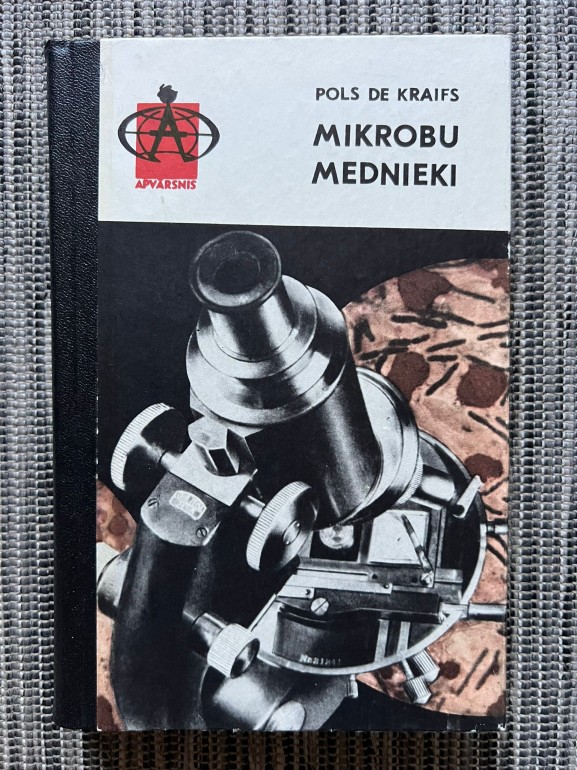 POLS DE KRAIFS
MIKROBU
MEDNIEKI
APVĀRSNIS